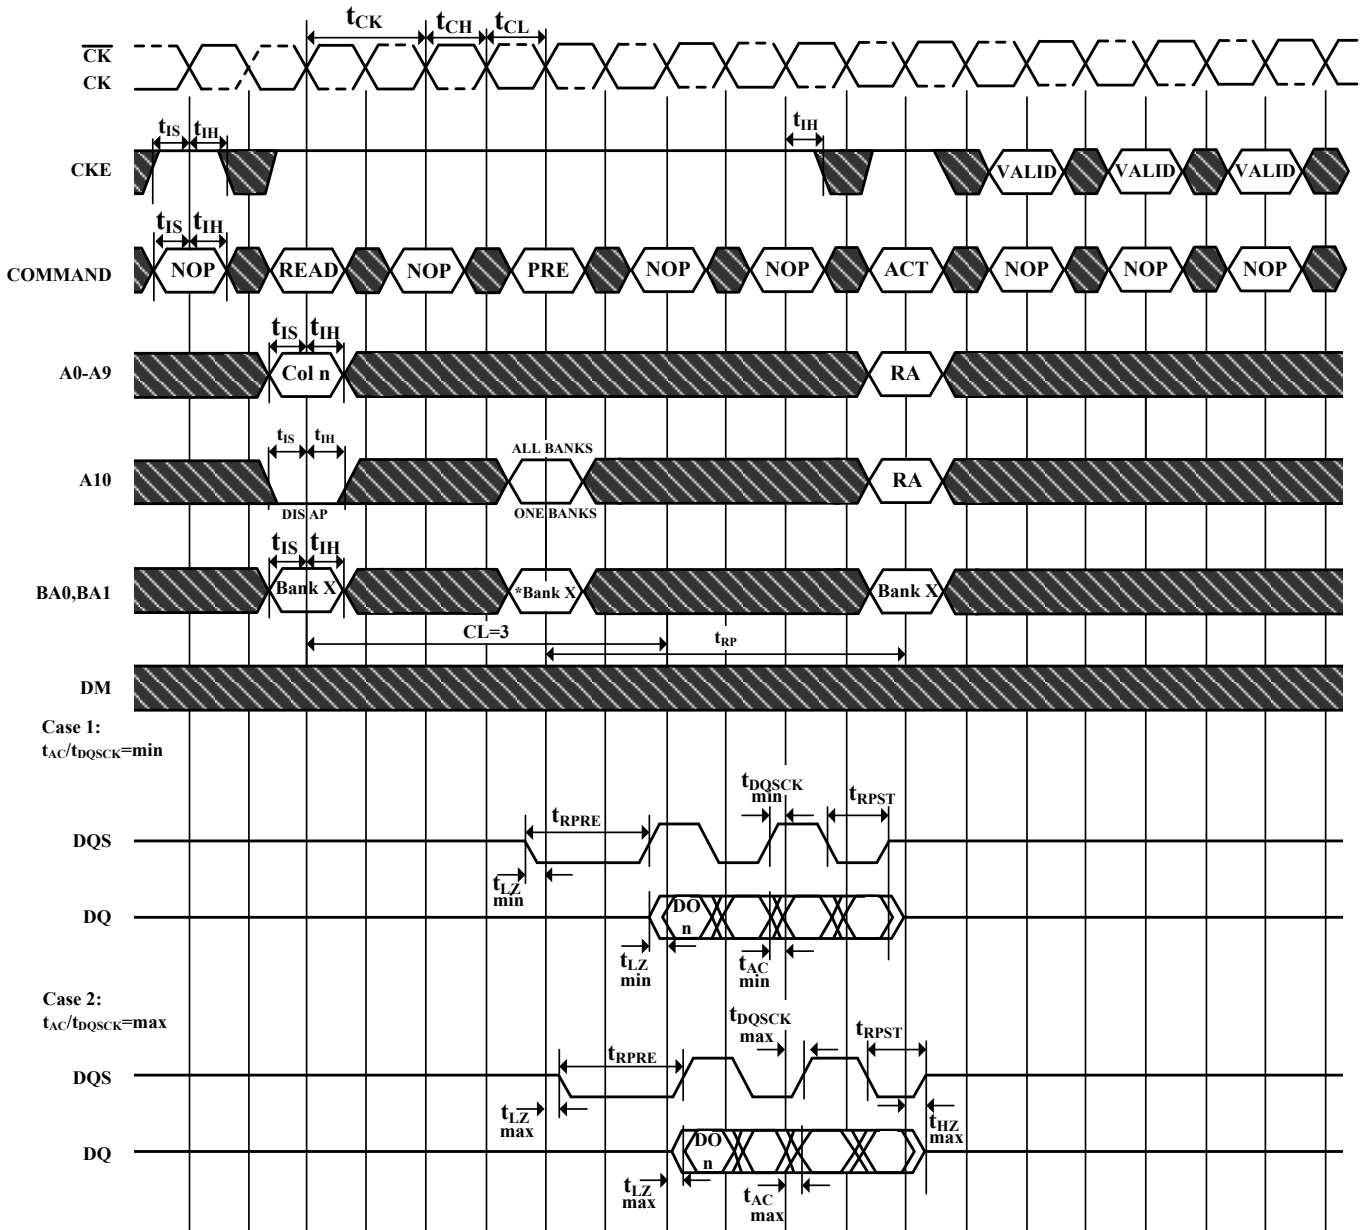 tCK tCH tCL
CK
CK
tIS tIH tIH
CKE VALID VALID VALID
tIS tIH
COMMAND NOP READ NOP PRE NOP NOP ACT NOP NOP NOP
tIS tIH
A0-A9 Col n RA
tIS tIH ALL BANKS
A10 RA
DIS AP ONE BANKS
tIS tIH
BA0,BA1 Bank X *Bank X Bank X
CL=3 tRP
DM
Case 1:
tAC/tDQSCK=min
tDQSCK min tRPST
tRPRE
DQS
tLZ min
DQ DO n
tLZ min tAC min
Case 2:
tAC/tDQSCK=max
tDQSCK max tRPST
tRPRE
DQS
tLZ max tHZ max
DQ DO n
tLZ max tAC max